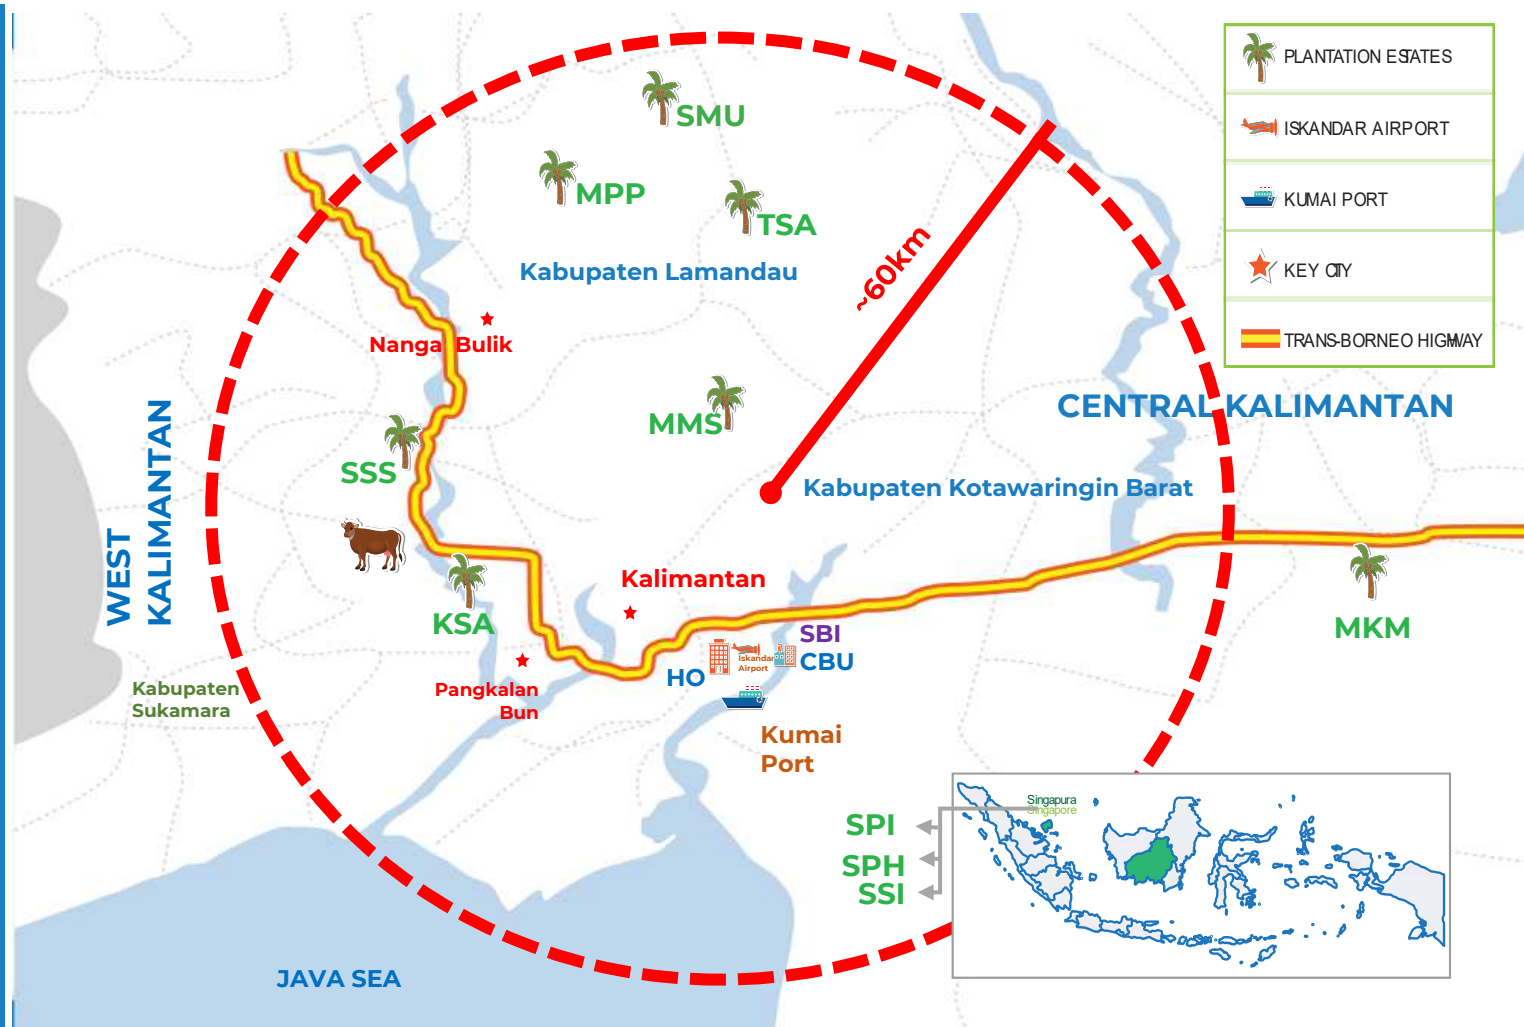 PLANTATION ESTATES
ISKANDAR AIRPORT
KUMAI PORT
KEY CITY
TRANS-BORNEO HIGHWAY
SMU
MPP
TSA
Kabupaten Lamandau
~60km
Nanga Bulik
MMS
CENTRAL KALIMANTAN
WEST
KALIMANTAN
SSS
Kabupaten Kotawaringin Barat
Kalimantan
KSA
MKM
SBI
CBU
Iskandar
Airport
HO
Pangkalan
Bun
Kabupaten
Sukamara
Kumai
Port
Singapura
Singapore
SPI
SPH
SSI
JAVA SEA